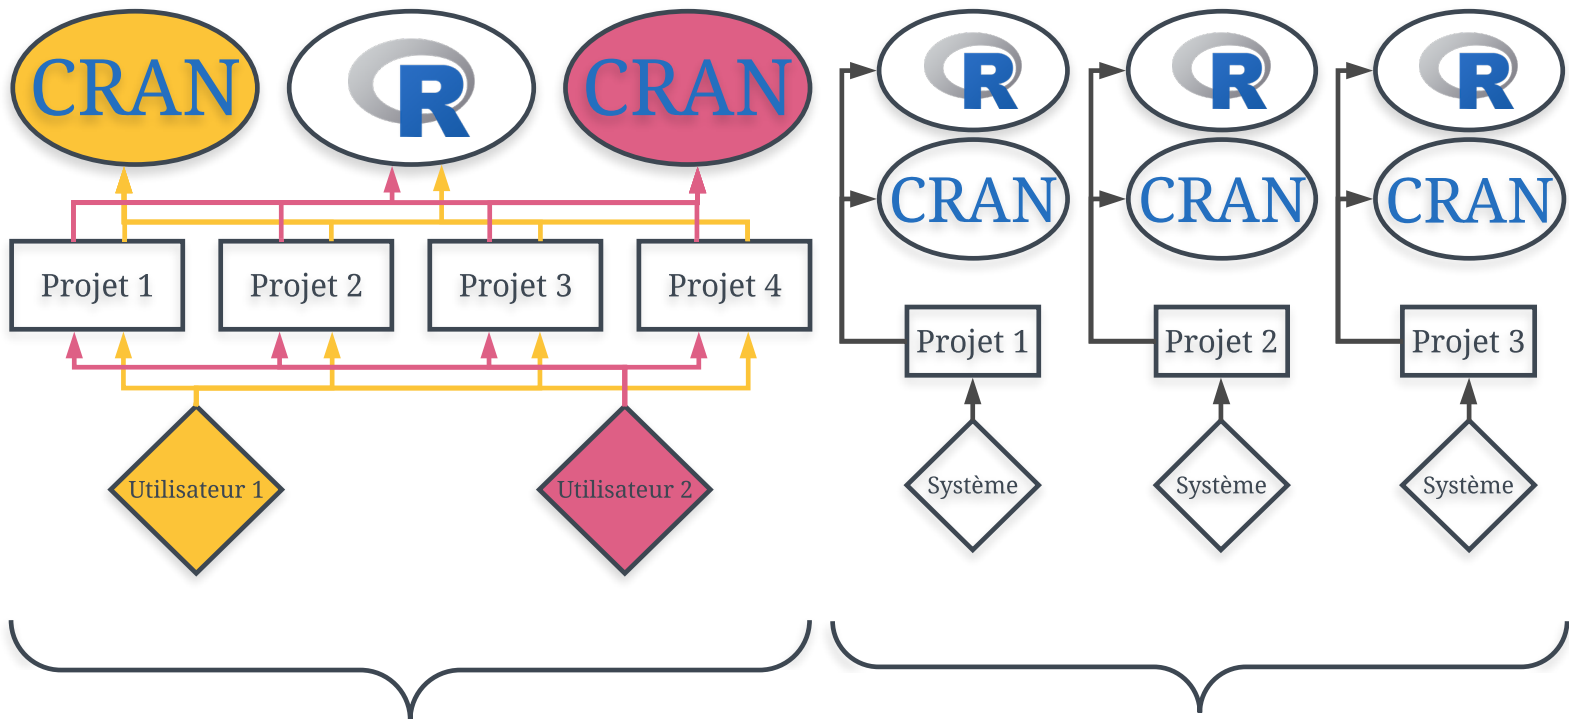 CRAN
R
CRAN
Projet 1
Projet 2
Projet 3
Projet 4
Utilisateur 1
Utilisateur 2
R
R
R
CRAN
CRAN
CRAN
Projet 1
Projet 2
Projet 3
Système
Système
Système